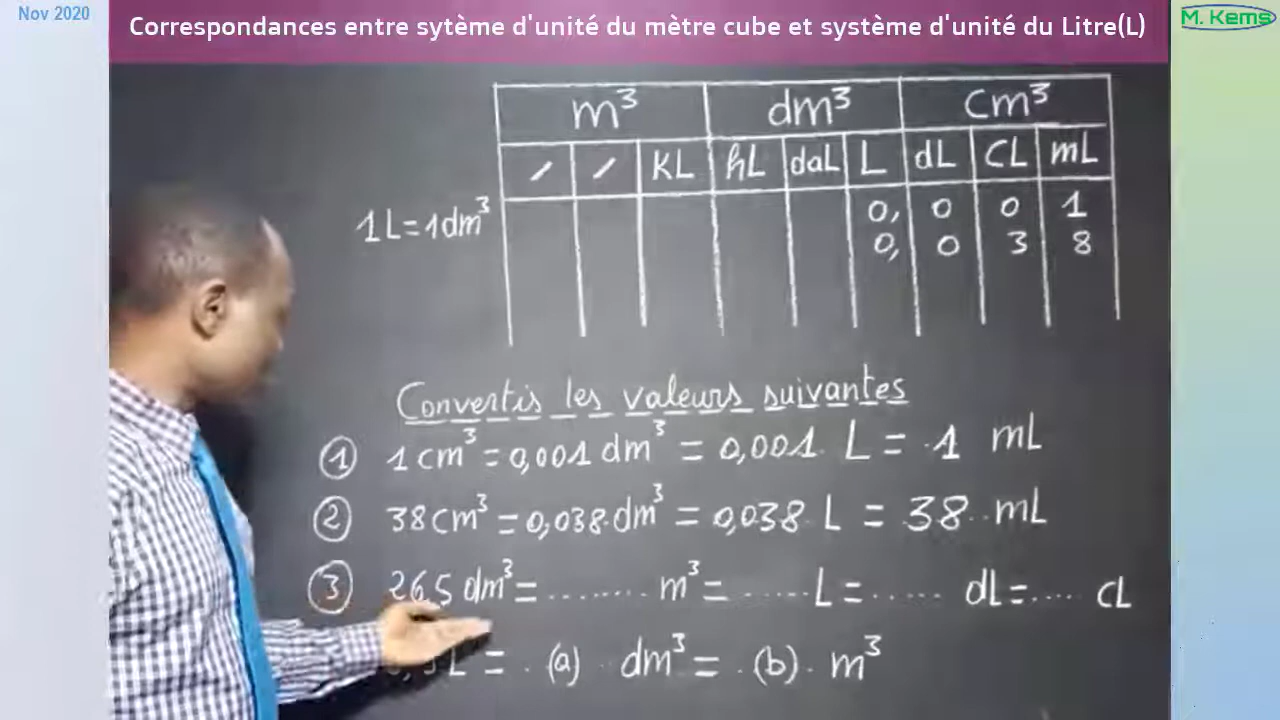 Nov 2020
Correspondances entre sytème d'unité du mètre cube et système d'unité du Litre(L)
M. Kems
m³ dm³ cm³
/ / KL hL daL L dL CL mL
1L=1dm³
0, 0 0 1
0, 0 3 8
Convertis les valeurs suivantes
① 1cm³=0,001 dm³ = 0,001. L = .1 mL
② 38cm³=0,038.dm³ = 0,038. L = 38.. mL
③ 265 dm³= ........ m³= ..... L= ..... dL=.... cL
L = . (a) . dm³= . (b) . m³